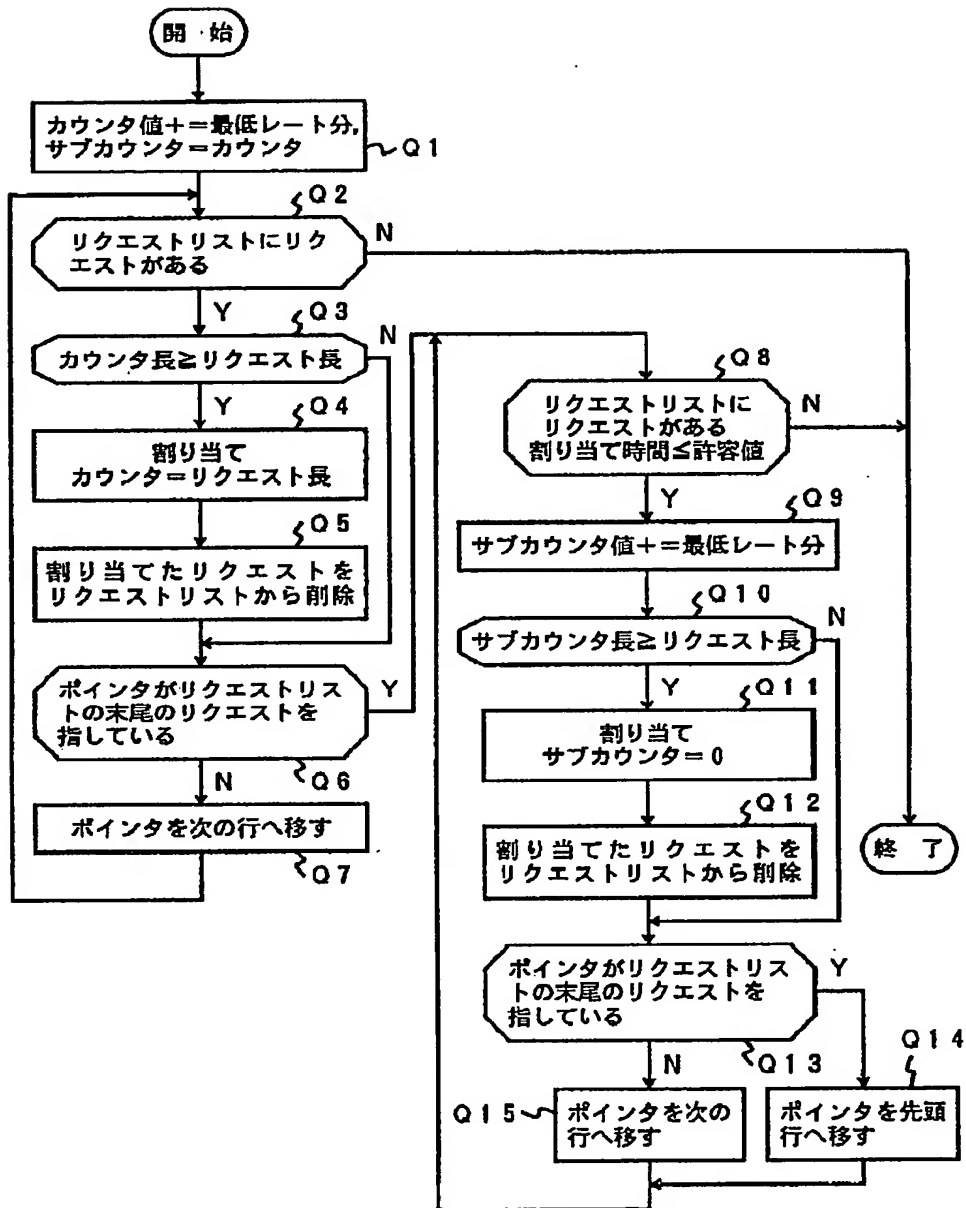 開始
カウンタ値+=最低レート分,
サブカウンタ=カウンタ
Q1
Q2
リクエストリストにリク
エストがある
N
Y
Q3
カウンタ長≧リクエスト長
N
Y
Q4
割り当て
カウンタ=リクエスト長
Q5
割り当てたリクエストを
リクエストリストから削除
ポインタがリクエストリス
トの末尾のリクエストを
指している
Y
Q6
N
ポインタを次の行へ移す
Q7
Q8
リクエストリストに
リクエストがある
割り当て時間≦許容値
N
Y
Q9
サブカウンタ値+=最低レート分
Q10
サブカウンタ長≧リクエスト長
N
Y
Q11
割り当て
サブカウンタ=0
Q12
割り当てたリクエストを
リクエストリストから削除
ポインタがリクエストリス
トの末尾のリクエストを
指している
Y
Q13
N
Q14
ポインタを先頭
行へ移す
Q15
ポインタを次の
行へ移す
終了